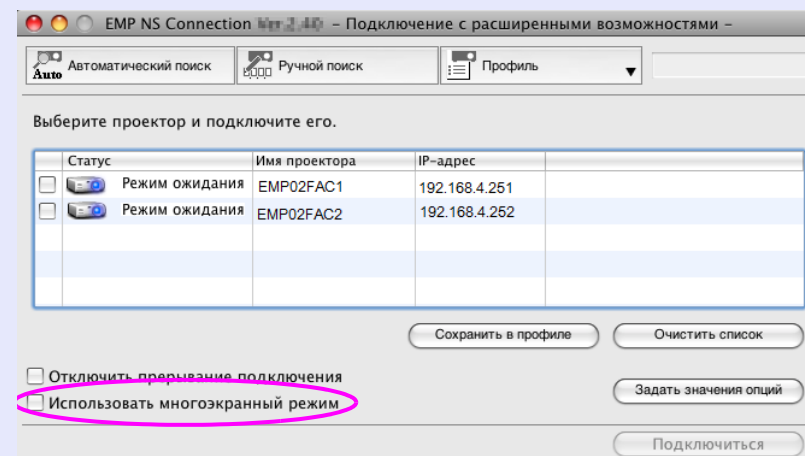 EMP NS Connection – Подключение с расширенными возможностями –
Auto Автоматический поиск Ручной поиск Профиль
Выберите проектор и подключите его.
Статус Имя проектора IP-адрес
Режим ожидания EMP02FAC1 192.168.4.251
Режим ожидания EMP02FAC2 192.168.4.252
Сохранить в профиле Очистить список
Отключить прерывание подключения
Использовать многоэкранный режим
Задать значения опций
Подключиться